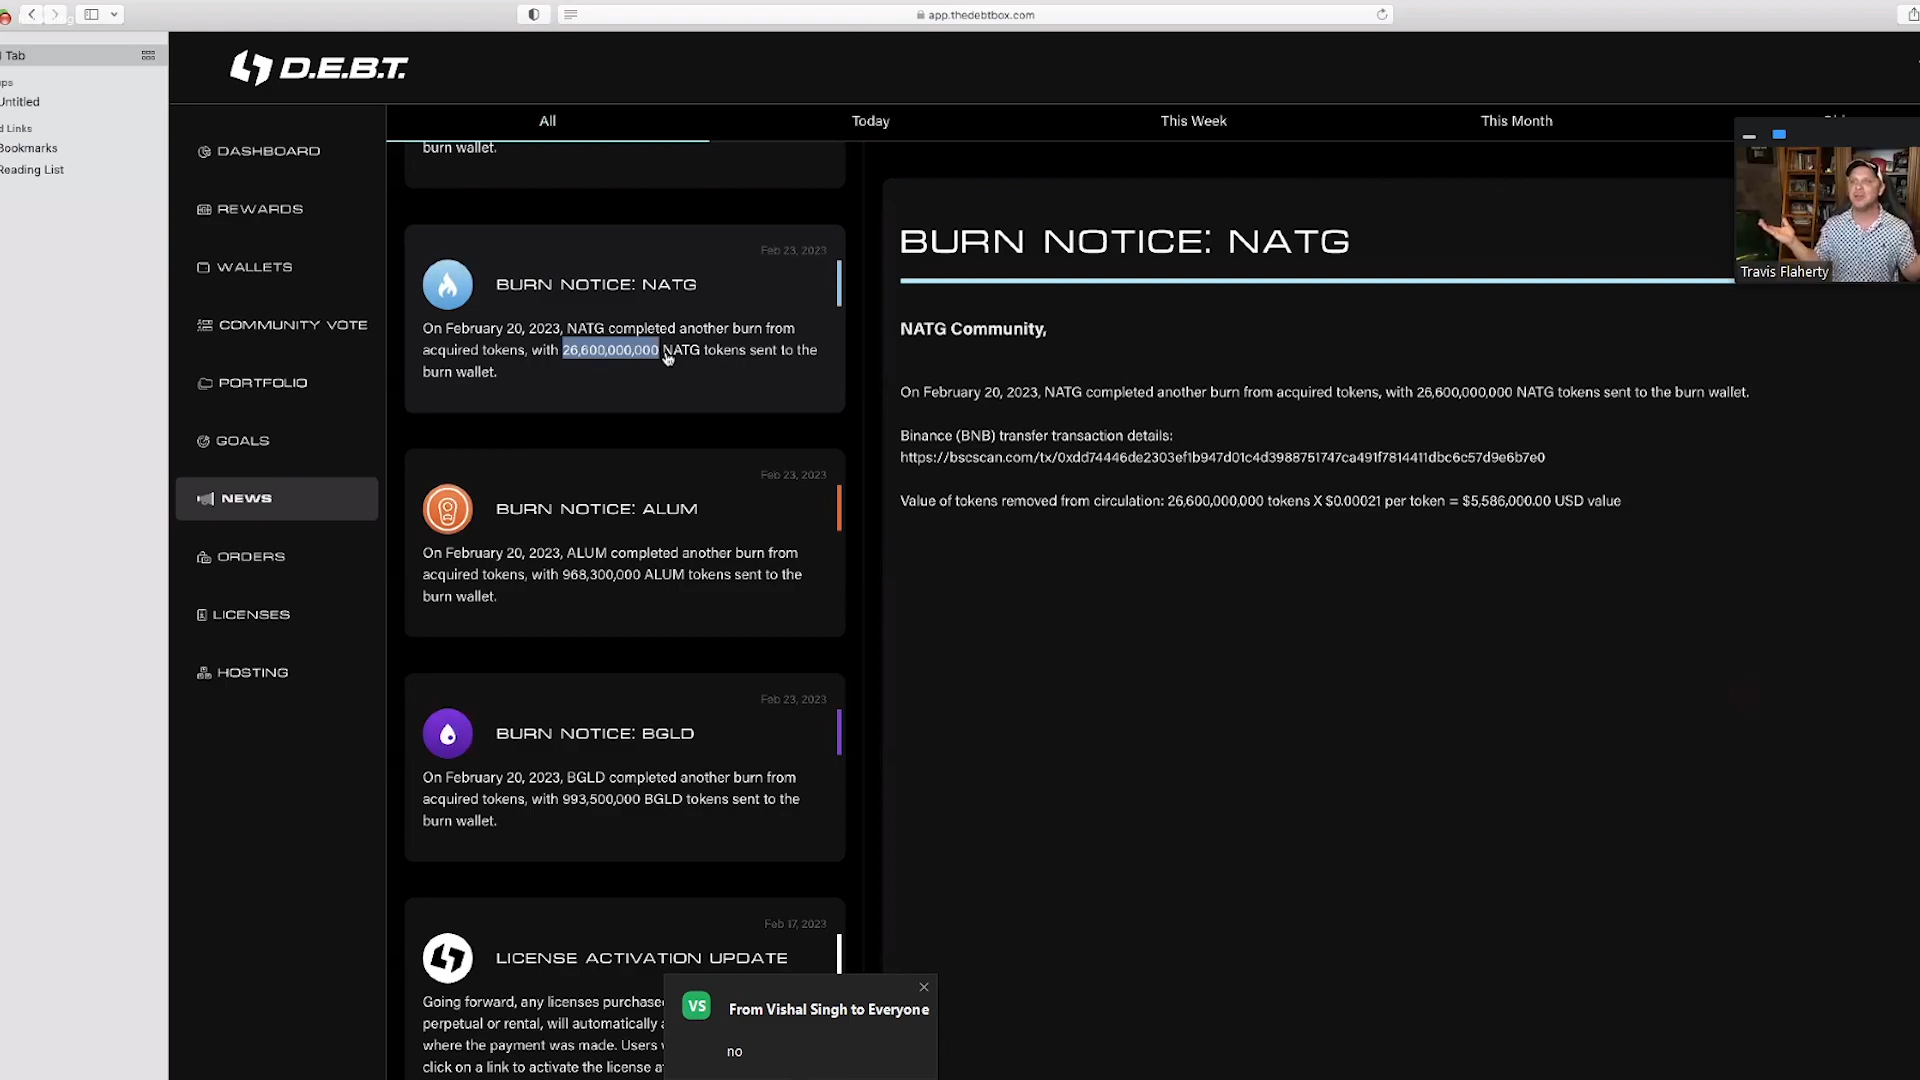 app.thedebtbox.com
Tab
Untitled
Links
Bookmarks
Reading List
D.E.B.T.
DASHBOARD
REWARDS
WALLETS
COMMUNITY VOTE
PORTFOLIO
GOALS
NEWS
ORDERS
LICENSES
HOSTING
All
Today
This Week
This Month
burn wallet.
Feb 23, 2023
BURN NOTICE: NATG
On February 20, 2023, NATG completed another burn from
acquired tokens, with 26,600,000,000 NATG tokens sent to the
burn wallet.
Feb 23, 2023
BURN NOTICE: ALUM
On February 20, 2023, ALUM completed another burn from
acquired tokens, with 968,300,000 ALUM tokens sent to the
burn wallet.
Feb 23, 2023
BURN NOTICE: BGLD
On February 20, 2023, BGLD completed another burn from
acquired tokens, with 993,500,000 BGLD tokens sent to the
burn wallet.
Feb 17, 2023
LICENSE ACTIVATION UPDATE
Going forward, any licenses
perpetual or rental, will automatically
where the payment was made. Users
click on a link to activate the license
BURN NOTICE: NATG
NATG Community,
On February 20, 2023, NATG completed another burn from acquired tokens, with 26,600,000,000 NATG tokens sent to the burn wallet.
Binance (BNB) transfer transaction details:
https://bscscan.com/tx/0xdd74446de2303ef1b947d01c4d3988751747ca491f7814411dbc6c57d9e6b7e0
Value of tokens removed from circulation: 26,600,000,000 tokens X $0.00021 per token = $5,586,000.00 USD value
Travis Flaherty
VS
From Vishal Singh to Everyone
no